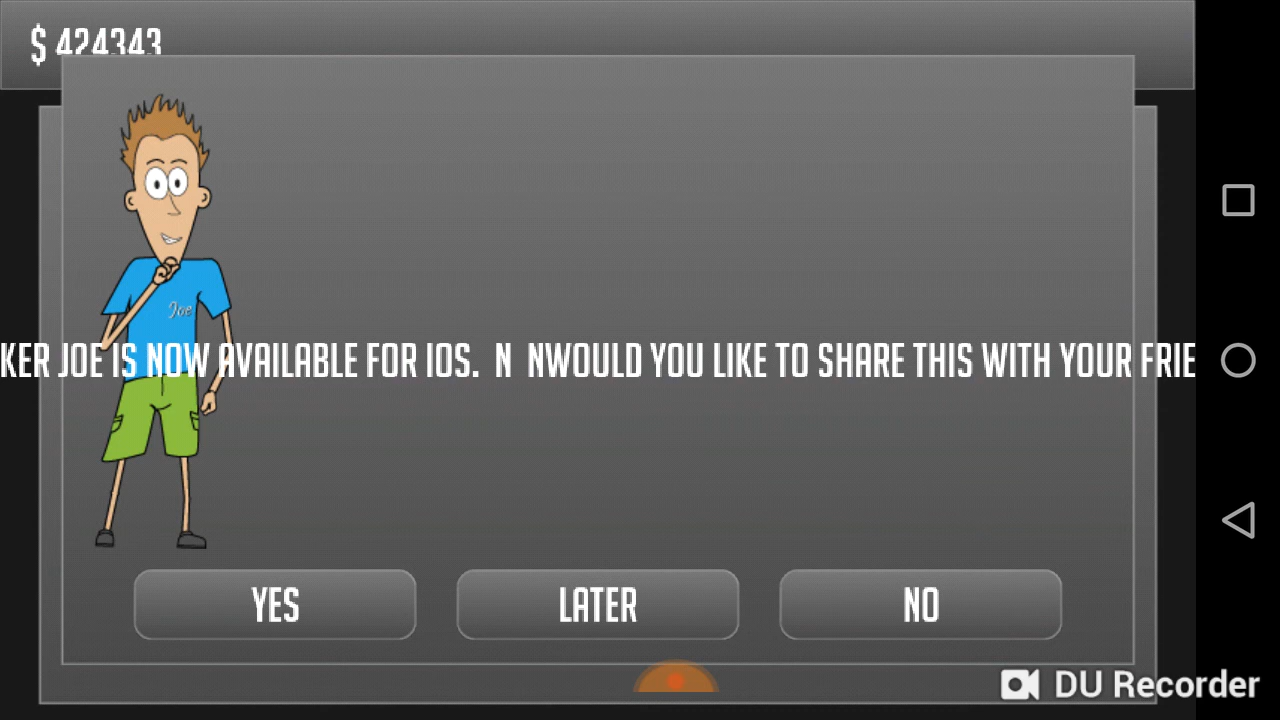 $ 424343
Joe
KER JOE IS NOW AVAILABLE FOR IOS.  N  NWOULD YOU LIKE TO SHARE THIS WITH YOUR FRIE
YES
LATER
NO
DU Recorder